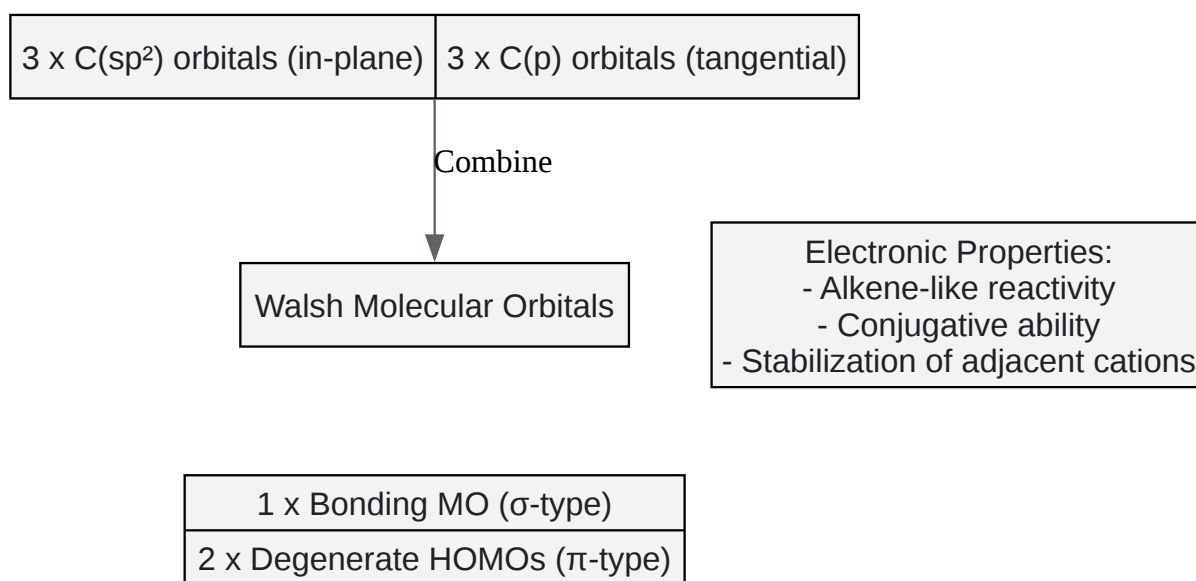 3 x C(sp²) orbitals (in-plane)
3 x C(p) orbitals (tangential)
Combine
Walsh Molecular Orbitals
Electronic Properties:
- Alkene-like reactivity
- Conjugative ability
- Stabilization of adjacent cations
1 x Bonding MO (σ-type)
2 x Degenerate HOMOs (π-type)